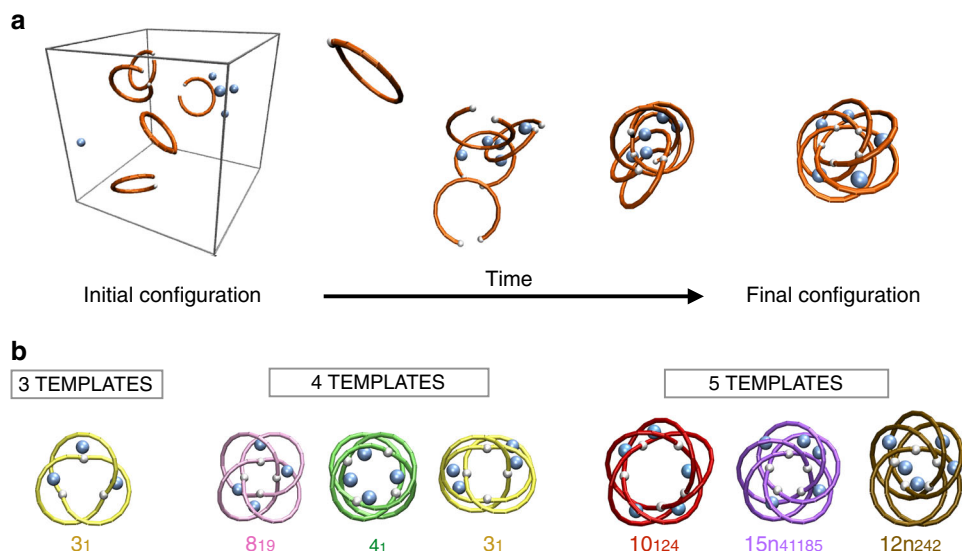 a
Initial configuration
Time
Final configuration
b
3 TEMPLATES
4 TEMPLATES
5 TEMPLATES
31
819
41
31
10124
15n41185
12n242